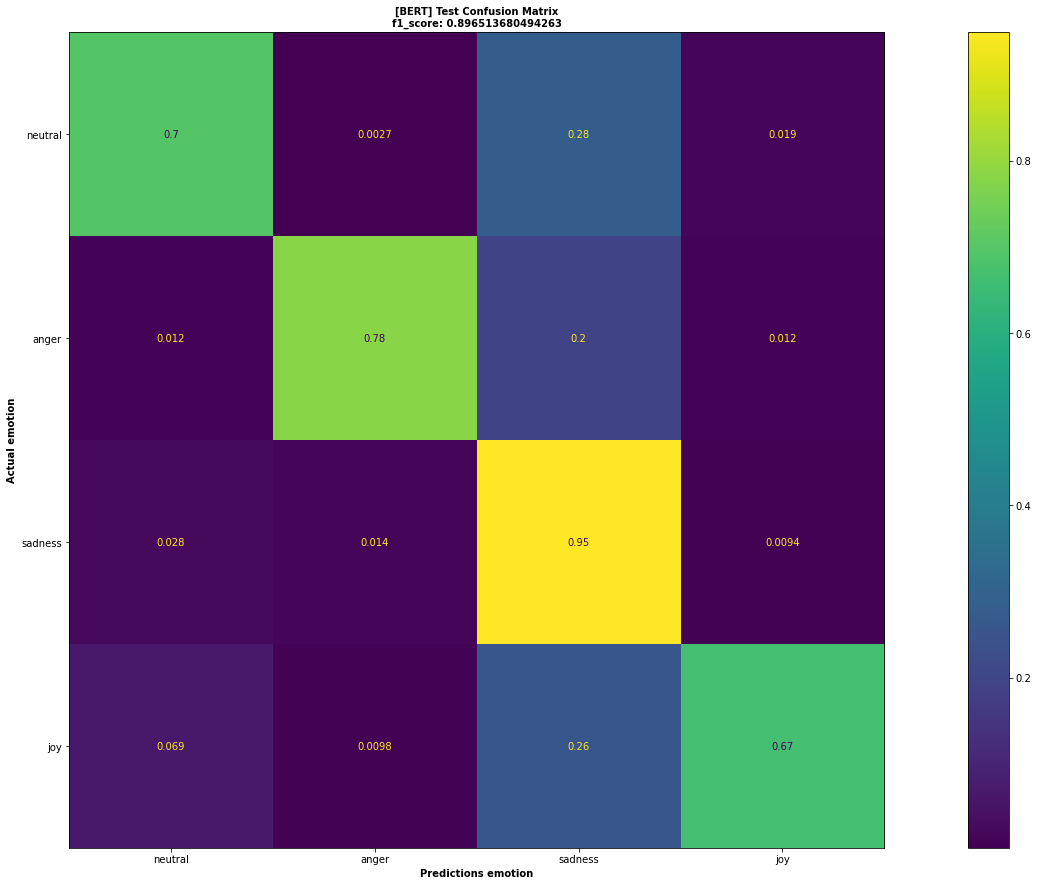 [BERT] Test Confusion Matrix
f1_score: 0.896513680494263
neutral 0.7 0.0027 0.28 0.019
anger 0.012 0.78 0.2 0.012
sadness 0.028 0.014 0.95 0.0094
joy 0.069 0.0098 0.26 0.67
neutral anger sadness joy
Predictions emotion
Actual emotion
0.8
0.6
0.4
0.2